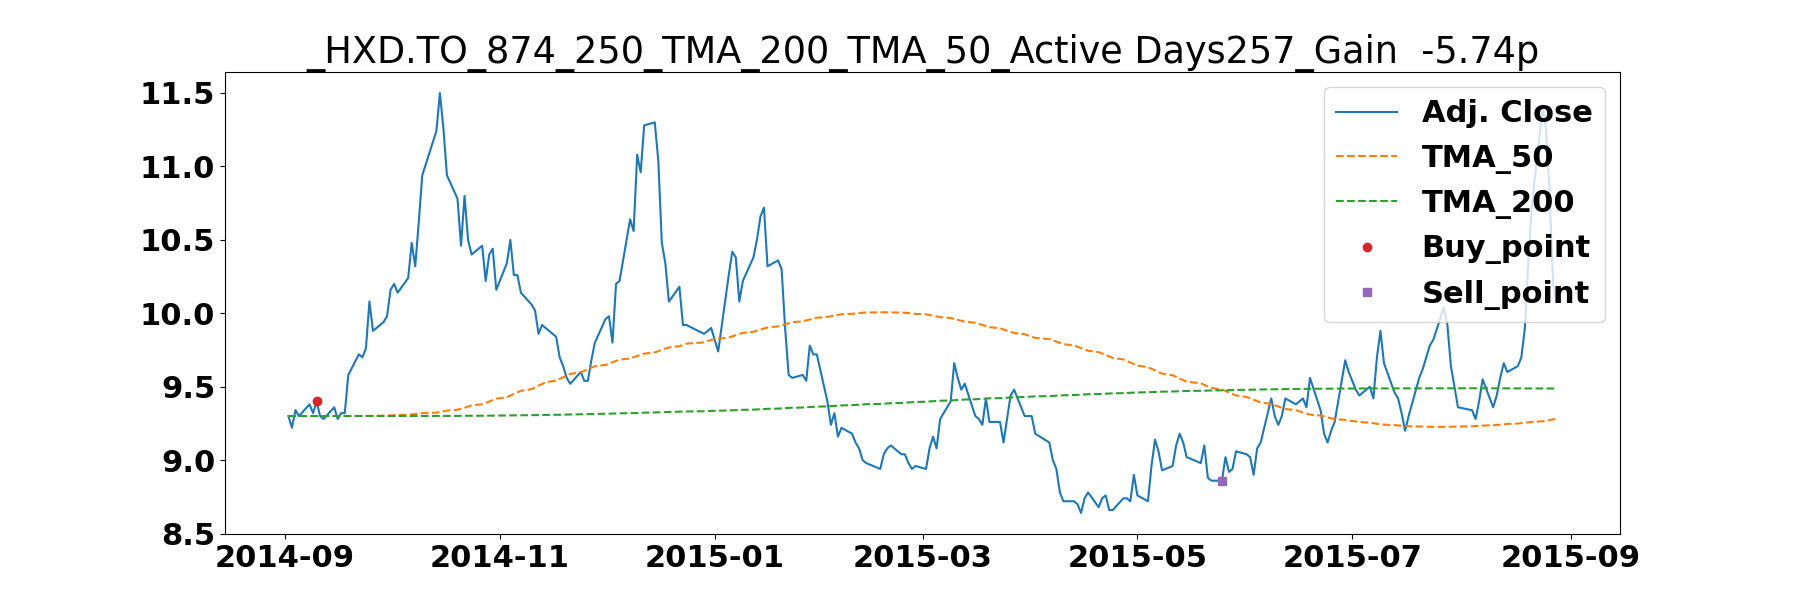 _HXD.TO_874_250_TMA_200_TMA_50_Active Days257_Gain  -5.74p
11.5
11.0
10.5
10.0
9.5
9.0
8.5
Adj. Close
TMA_50
TMA_200
Buy_point
Sell_point
2014-09 2014-11 2015-01 2015-03 2015-05 2015-07 2015-09